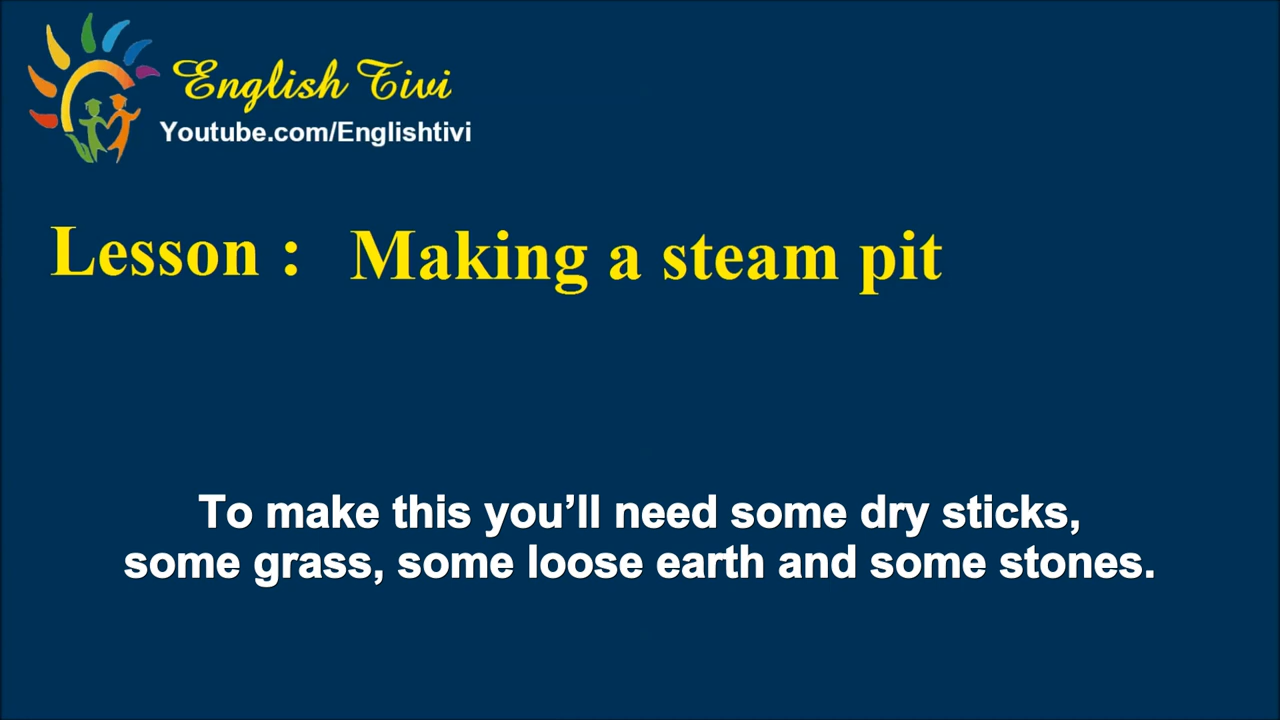 English Tivi
Youtube.com/Englishtivi
Lesson : Making a steam pit
To make this you’ll need some dry sticks,
some grass, some loose earth and some stones.